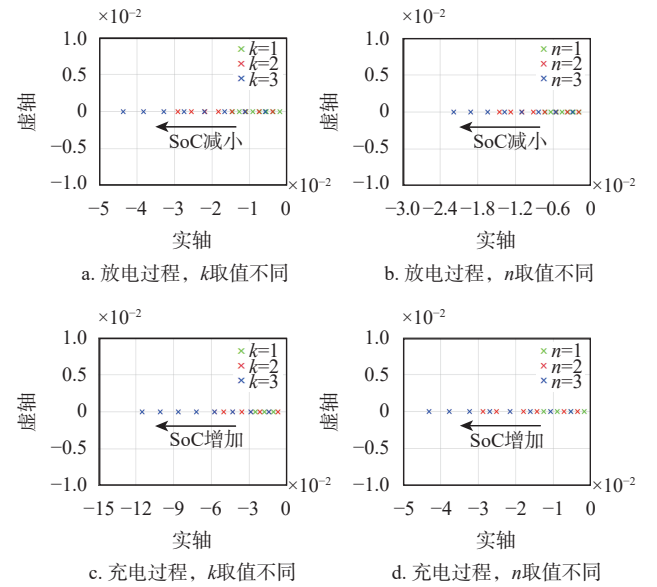 ×10⁻²
1.0
0.5
0
−0.5
−1.0
虚轴
k=1
k=2
k=3
SoC减小
×10⁻²
−5 −4 −3 −2 −1 0
实轴
a. 放电过程，k取值不同
×10⁻²
1.0
0.5
0
−0.5
−1.0
虚轴
n=1
n=2
n=3
SoC减小
×10⁻²
−3.0 −2.4 −1.8 −1.2 −0.6 0
实轴
b. 放电过程，n取值不同
×10⁻²
1.0
0.5
0
−0.5
−1.0
虚轴
k=1
k=2
k=3
SoC增加
×10⁻²
−15 −12 −9 −6 −3 0
实轴
c. 充电过程，k取值不同
×10⁻²
1.0
0.5
0
−0.5
−1.0
虚轴
n=1
n=2
n=3
SoC增加
×10⁻²
−5 −4 −3 −2 −1 0
实轴
d. 充电过程，n取值不同